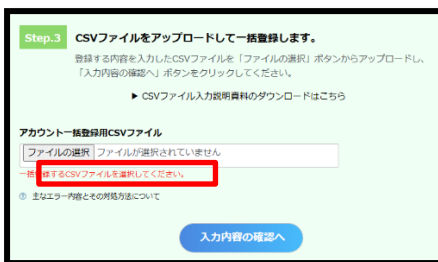 Step.3 CSVファイルをアップロードして一括登録します。
登録する内容を入力したCSVファイルを「ファイルの選択」ボタンからアップロードし、
「入力内容の確認へ」ボタンをクリックしてください。
▶ CSVファイル入力説明資料のダウンロードはこちら
アカウント一括登録用CSVファイル
ファイルの選択 ファイルが選択されていません
一括登録するCSVファイルを選択してください。
? 主なエラー内容とその対処方法について
入力内容の確認へ